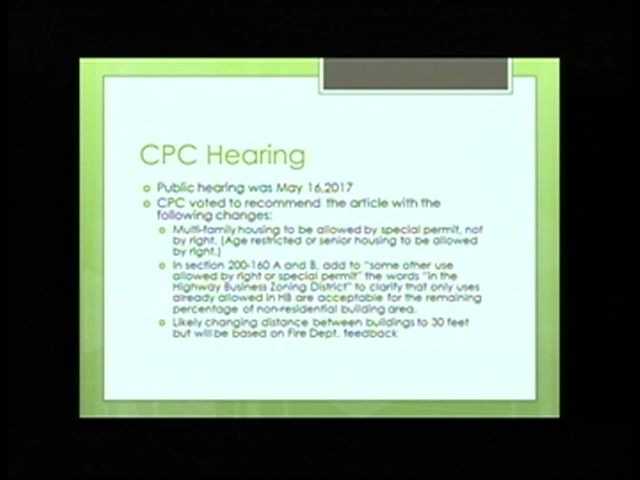 CPC Hearing
Public hearing was May 16,2017
CPC voted to recommend the article with the
following changes:
Multi-family housing to be allowed by special permit, not
by right. (Age restricted or senior housing to be allowed
by right.)
In section 200-160 A and B, add to "some other use
allowed by right or special permit" the words "in the
Highway Business Zoning District" to clarify that only uses
already allowed in HB are acceptable for the remaining
percentage of non-residential building area.
Likely changing distance between buildings to 30 feet
but will be based on Fire Dept. feedback